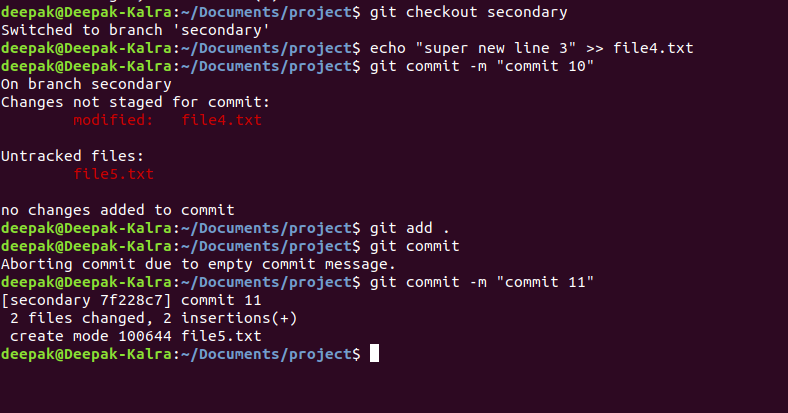 deepak@Deepak-Kalra:~/Documents/project$ git checkout secondary
Switched to branch 'secondary'
deepak@Deepak-Kalra:~/Documents/project$ echo "super new line 3" >> file4.txt
deepak@Deepak-Kalra:~/Documents/project$ git commit -m "commit 10"
On branch secondary
Changes not staged for commit:
        modified:   file4.txt

Untracked files:
        file5.txt

no changes added to commit
deepak@Deepak-Kalra:~/Documents/project$ git add .
deepak@Deepak-Kalra:~/Documents/project$ git commit
Aborting commit due to empty commit message.
deepak@Deepak-Kalra:~/Documents/project$ git commit -m "commit 11"
[secondary 7f228c7] commit 11
 2 files changed, 2 insertions(+)
 create mode 100644 file5.txt
deepak@Deepak-Kalra:~/Documents/project$